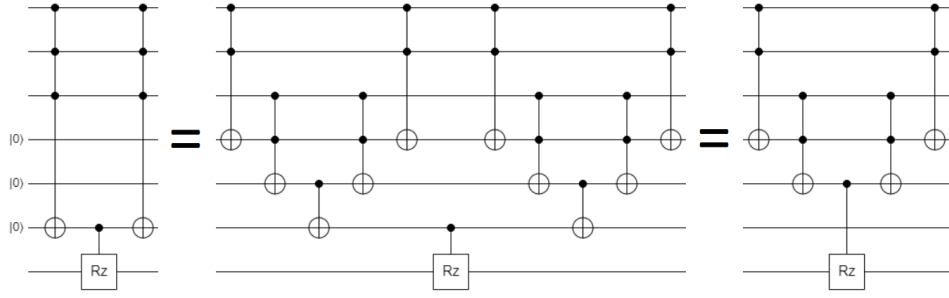 |0⟩
=
=
|0⟩
|0⟩
Rz
Rz
Rz